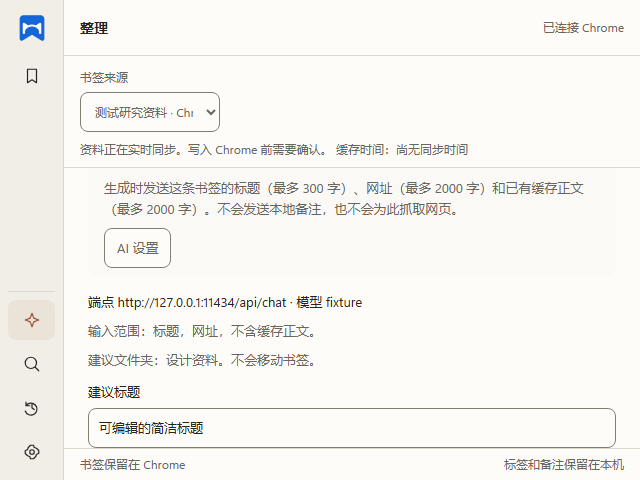 整理
已连接 Chrome
书签来源
测试研究资料 · Chr
资料正在实时同步。写入 Chrome 前需要确认。 缓存时间：尚无同步时间
生成时发送这条书签的标题（最多 300 字）、网址（最多 2000 字）和已有缓存正文
（最多 2000 字）。不会发送本地备注，也不会为此抓取网页。
AI 设置
端点 http://127.0.0.1:11434/api/chat · 模型 fixture
输入范围：标题，网址，不含缓存正文。
建议文件夹：设计资料。不会移动书签。
建议标题
可编辑的简洁标题
书签保留在 Chrome
标签和备注保留在本机